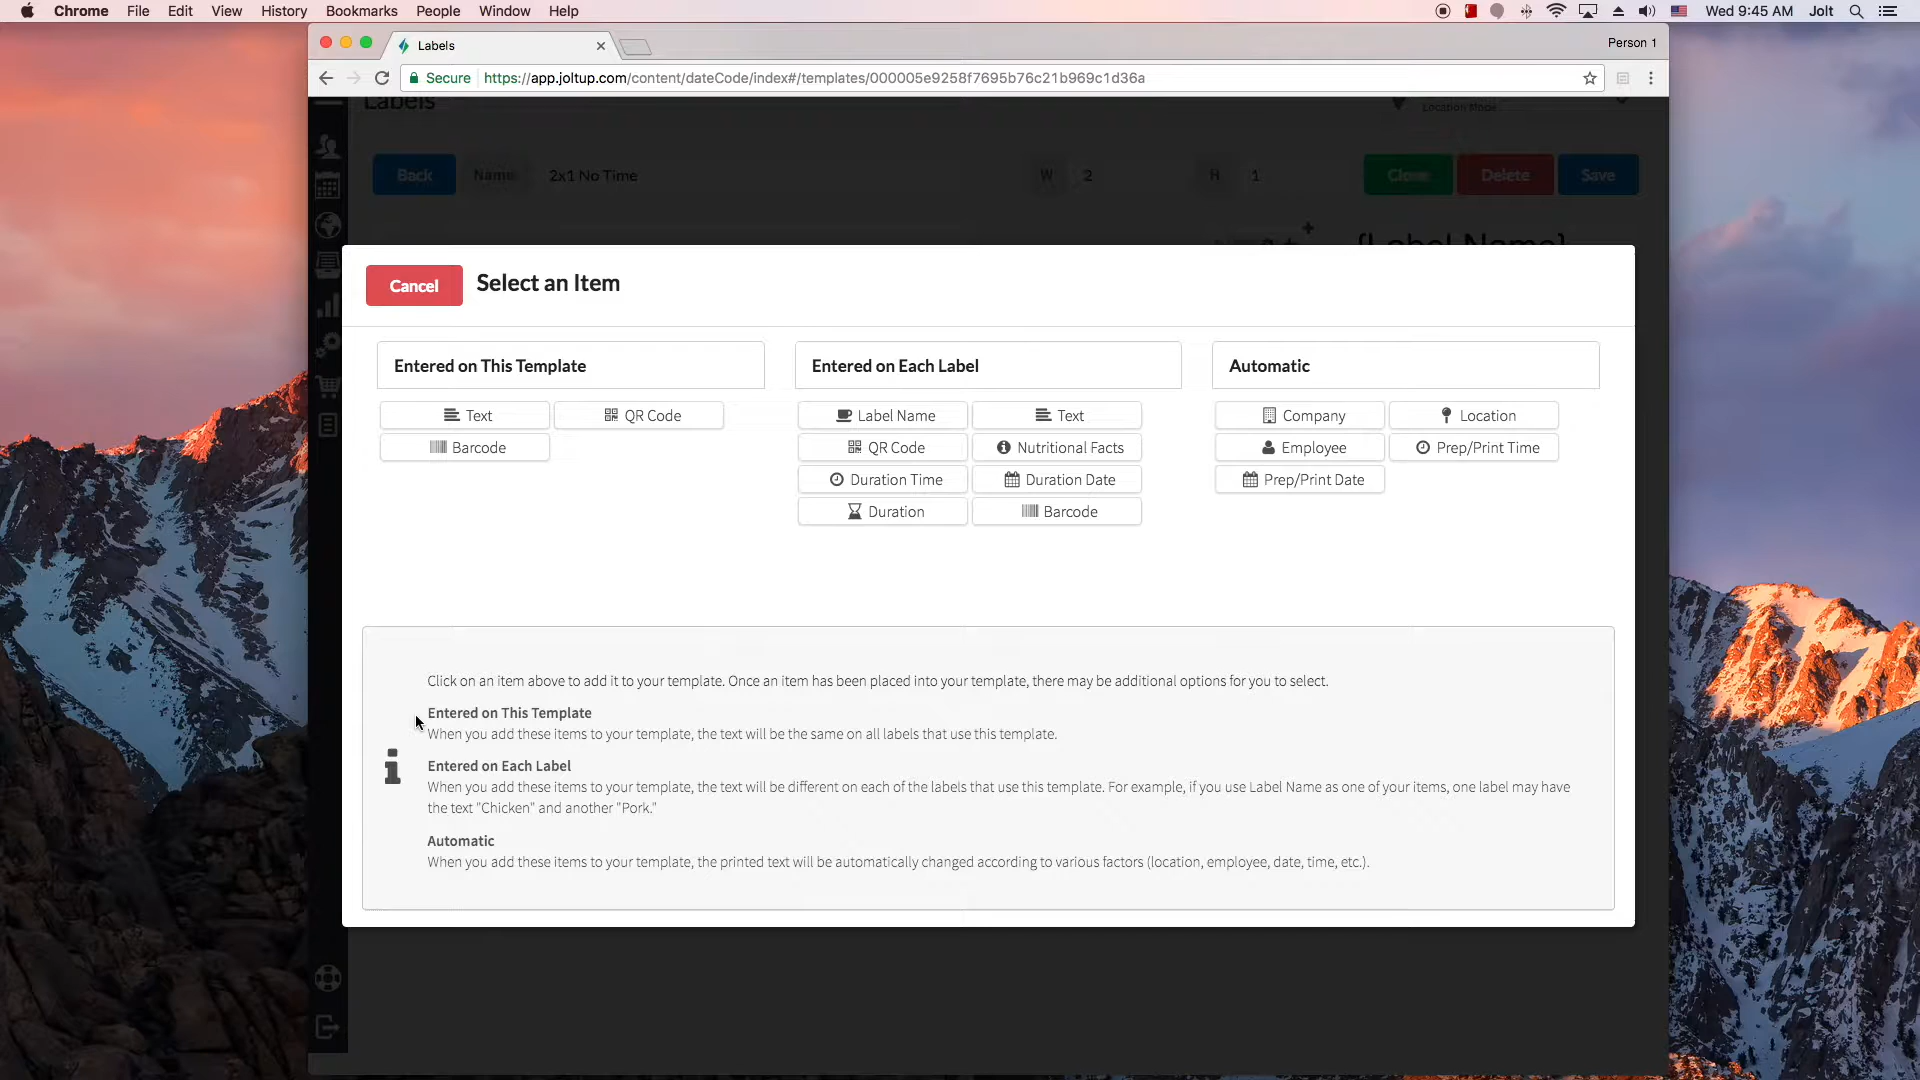 Chrome File Edit View History Bookmarks People Window Help Wed 9:45 AM Jolt
Labels Person 1
Secure https://app.joltup.com/content/dateCode/index#/templates/000005e9258f7695b76c21b969c1d36a
Labels Location Mode
Back Name 2x1 No Time W 2 H 1 Clone Delete Save
{Label Name}
Cancel Select an Item
Entered on This Template Entered on Each Label Automatic
Text QR Code Label Name Text Company Location
Barcode QR Code Nutritional Facts Employee Prep/Print Time
Duration Time Duration Date Prep/Print Date
Duration Barcode
Click on an item above to add it to your template. Once an item has been placed into your template, there may be additional options for you to select.
Entered on This Template
When you add these items to your template, the text will be the same on all labels that use this template.
Entered on Each Label
When you add these items to your template, the text will be different on each of the labels that use this template. For example, if you use Label Name as one of your items, one label may have
the text "Chicken" and another "Pork."
Automatic
When you add these items to your template, the printed text will be automatically changed according to various factors (location, employee, date, time, etc.).